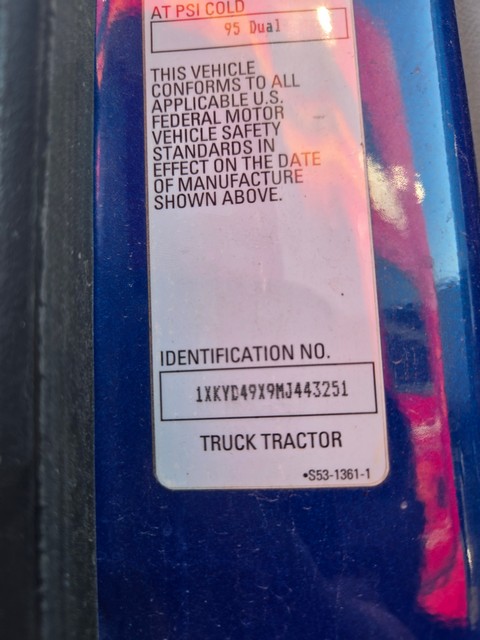 AT PSI COLD
95 Dual
THIS VEHICLE
CONFORMS TO ALL
APPLICABLE U.S.
FEDERAL MOTOR
VEHICLE SAFETY
STANDARDS IN
EFFECT ON THE DATE
OF MANUFACTURE
SHOWN ABOVE.
IDENTIFICATION NO.
1XKYD49X9MJ443251
TRUCK TRACTOR
•S53-1361-1